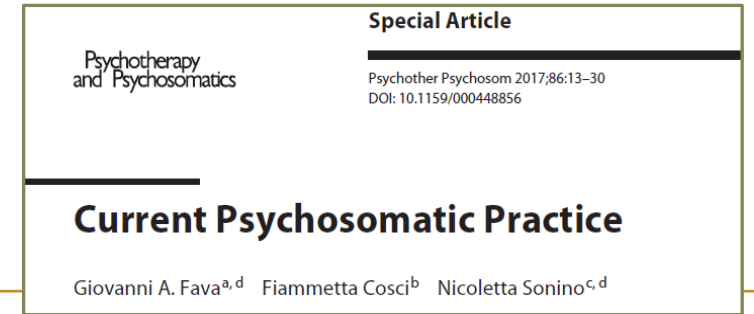 Special Article
Psychotherapy
and Psychosomatics
Psychother Psychosom 2017;86:13–30
DOI: 10.1159/000448856
Current Psychosomatic Practice
Giovanni A. Fava a, d Fiammetta Cosci b Nicoletta Sonino c, d